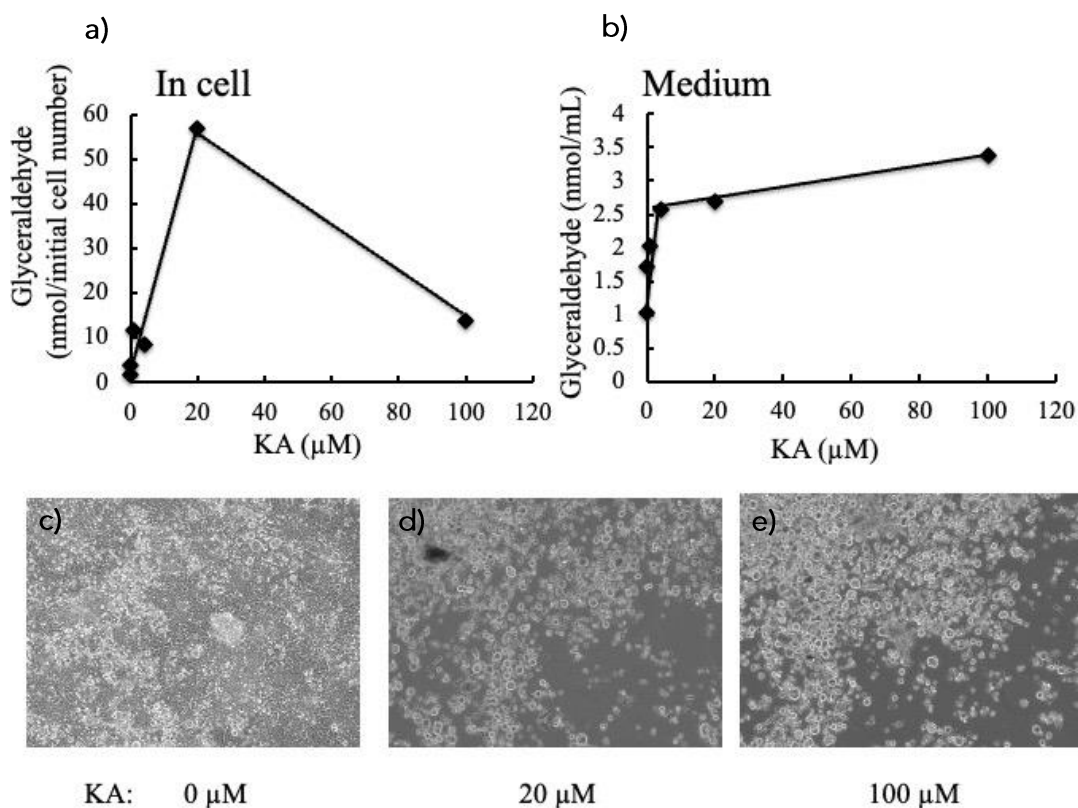 a)
In cell
Glyceraldehyde
(nmol/initial cell number)
60
50
40
30
20
10
0
0 20 40 60 80 100 120
KA (µM)
b)
Medium
Glyceraldehyde (nmol/mL)
4
3.5
3
2.5
2
1.5
1
0.5
0
0 20 40 60 80 100 120
KA (µM)
c)
d)
e)
KA: 0 µM 20 µM 100 µM